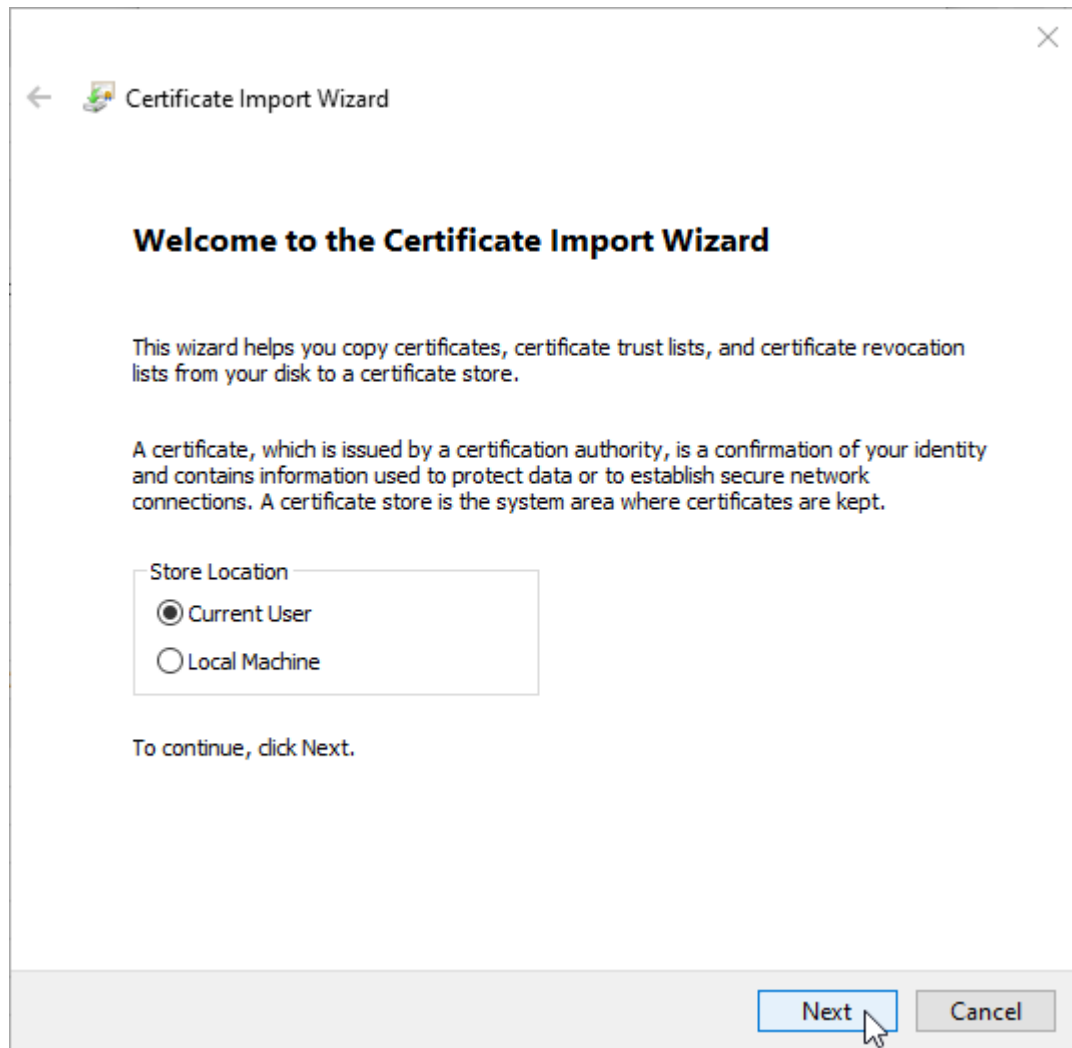 Certificate Import Wizard
Welcome to the Certificate Import Wizard
This wizard helps you copy certificates, certificate trust lists, and certificate revocation
lists from your disk to a certificate store.
A certificate, which is issued by a certification authority, is a confirmation of your identity
and contains information used to protect data or to establish secure network
connections. A certificate store is the system area where certificates are kept.
Store Location
Current User
Local Machine
To continue, click Next.
Next
Cancel